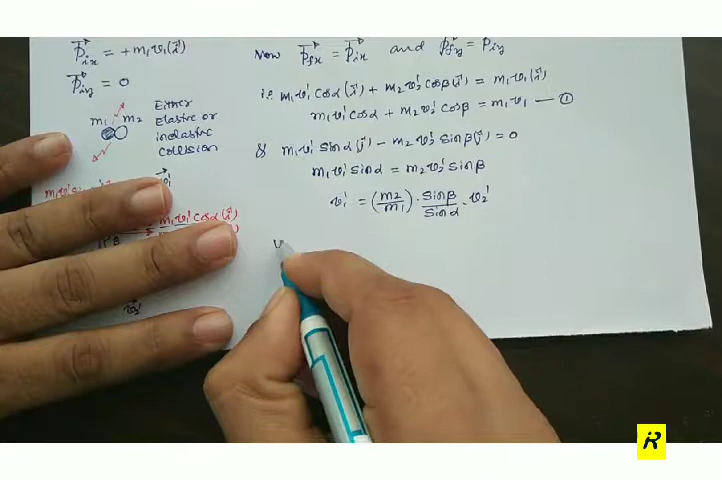 P⃗ix = +m₁v₁(i⃗)
P⃗iy = 0
m₁ m₂
Either
Elastic or
inelastic
collision
m₁v₁' cosα(i⃗)
Now P⃗fx = P⃗ix and P⃗fy = P⃗iy
i.e. m₁v₁' cosα(i⃗) + m₂v₂' cosβ(i⃗) = m₁v₁(i⃗)
m₁v₁' cosα + m₂v₂' cosβ = m₁v₁ — ①
& m₁v₁' sinα(j⃗) - m₂v₂' sinβ(j⃗) = 0
m₁v₁' sinα = m₂v₂' sinβ
v₁' = (m₂/m₁) · sinβ/sinα · v₂'
R